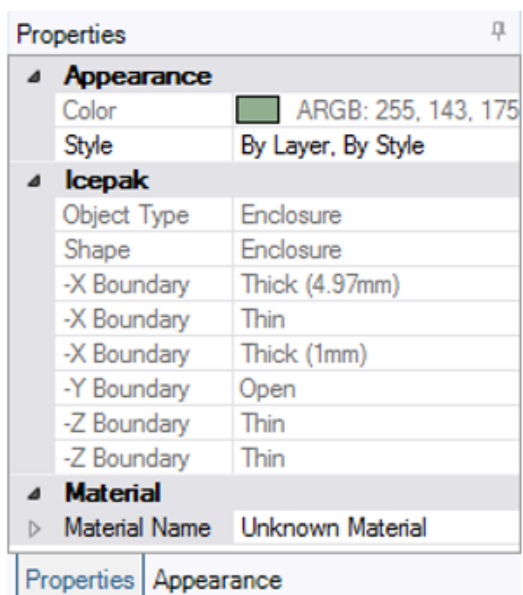 Properties
Appearance
Color ARGB: 255, 143, 175
Style By Layer, By Style
Icepak
Object Type Enclosure
Shape Enclosure
-X Boundary Thick (4.97mm)
-X Boundary Thin
-X Boundary Thick (1mm)
-Y Boundary Open
-Z Boundary Thin
-Z Boundary Thin
Material
Material Name Unknown Material
Properties Appearance